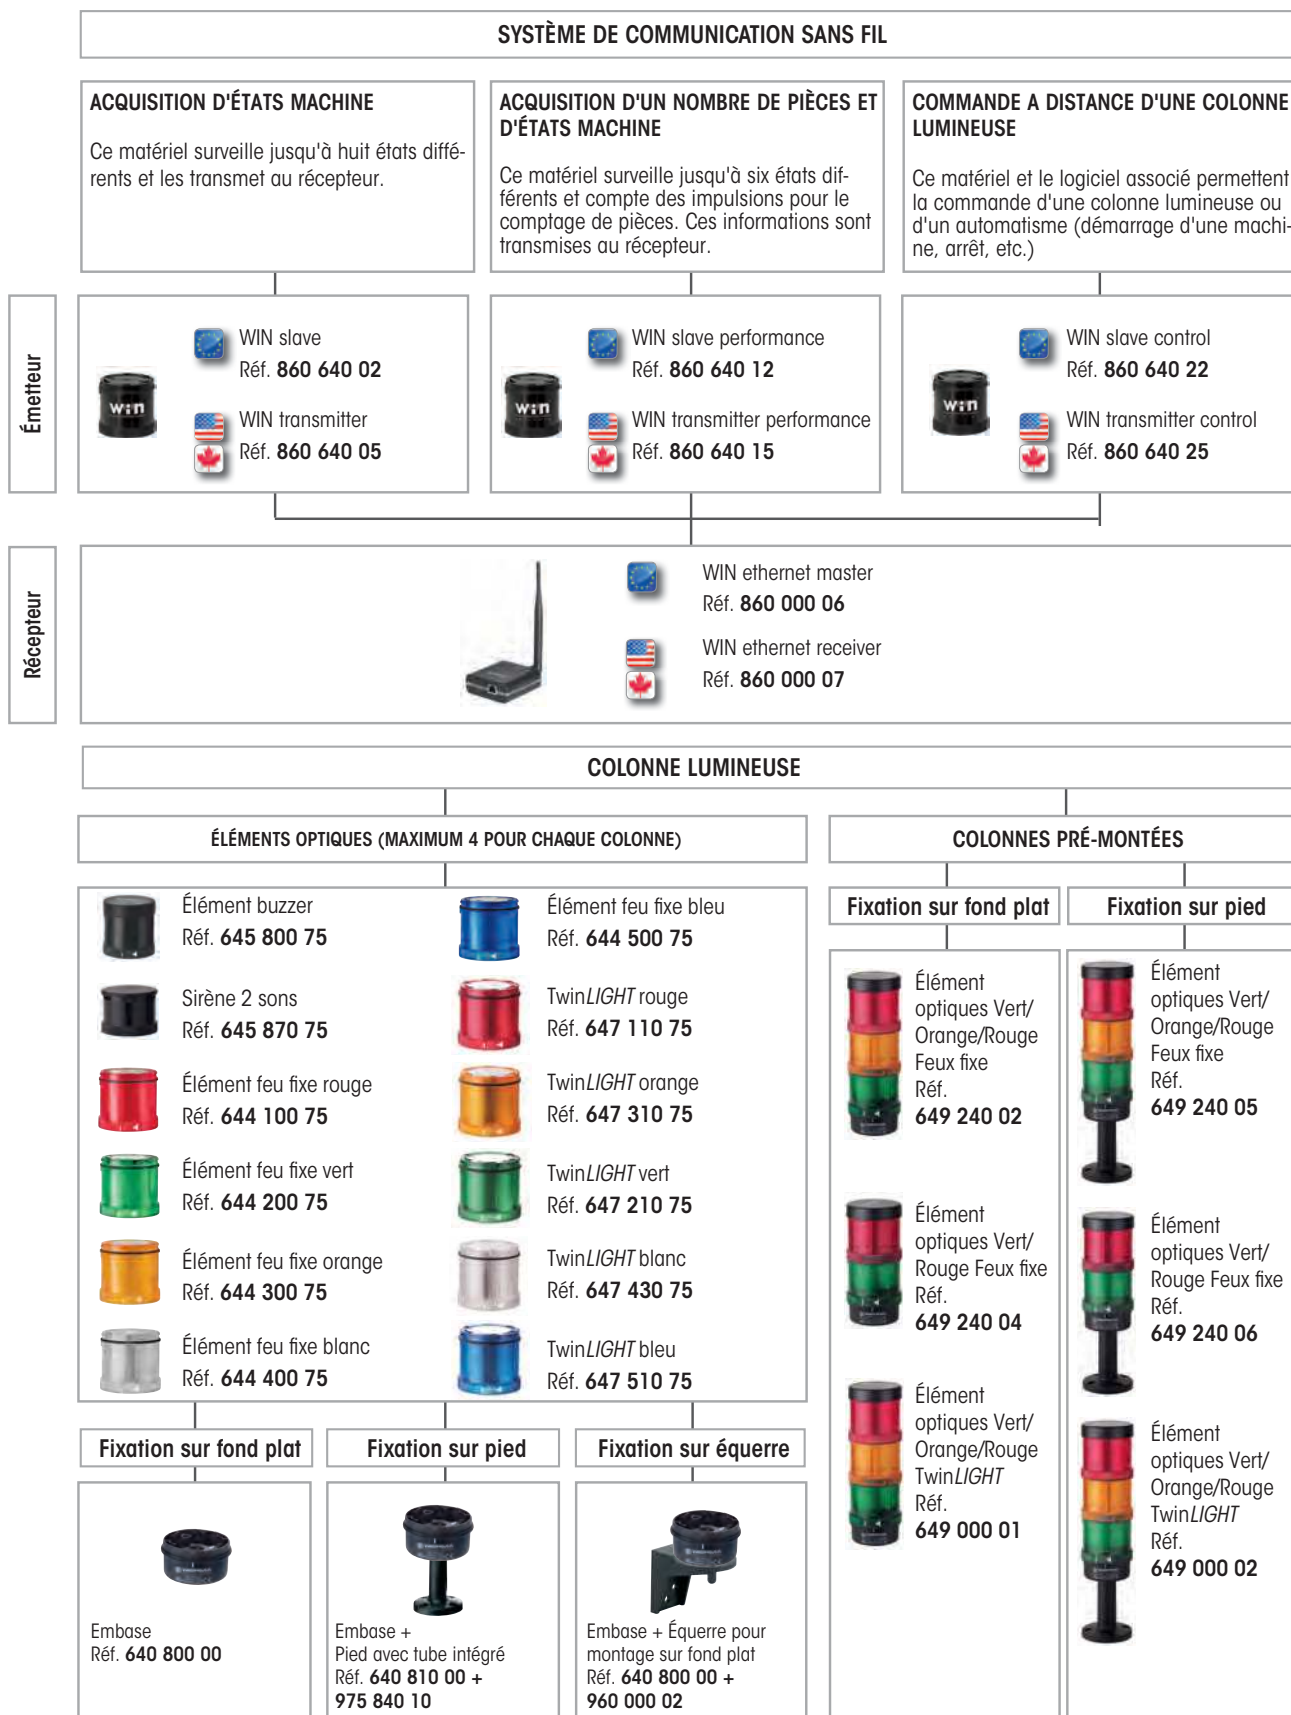 SYSTÈME DE COMMUNICATION SANS FIL
ACQUISITION D'ÉTATS MACHINE
Ce matériel surveille jusqu'à huit états diffé-
rents et les transmet au récepteur.
ACQUISITION D'UN NOMBRE DE PIÈCES ET
D'ÉTATS MACHINE
Ce matériel surveille jusqu'à six états dif-
férents et compte des impulsions pour le
comptage de pièces. Ces informations sont
transmises au récepteur.
COMMANDE A DISTANCE D'UNE COLONNE
LUMINEUSE
Ce matériel et le logiciel associé permettent
la commande d'une colonne lumineuse ou
d'un automatisme (démarrage d'une machi-
ne, arrêt, etc.)
Émetteur
win
WIN slave
Réf. 860 640 02
WIN transmitter
Réf. 860 640 05
win
WIN slave performance
Réf. 860 640 12
WIN transmitter performance
Réf. 860 640 15
win
WIN slave control
Réf. 860 640 22
WIN transmitter control
Réf. 860 640 25
Récepteur
WIN ethernet master
Réf. 860 000 06
WIN ethernet receiver
Réf. 860 000 07
COLONNE LUMINEUSE
ÉLÉMENTS OPTIQUES (MAXIMUM 4 POUR CHAQUE COLONNE)
Élément buzzer
Réf. 645 800 75
Sirène 2 sons
Réf. 645 870 75
Élément feu fixe rouge
Réf. 644 100 75
Élément feu fixe vert
Réf. 644 200 75
Élément feu fixe orange
Réf. 644 300 75
Élément feu fixe blanc
Réf. 644 400 75
Élément feu fixe bleu
Réf. 644 500 75
TwinLIGHT rouge
Réf. 647 110 75
TwinLIGHT orange
Réf. 647 310 75
TwinLIGHT vert
Réf. 647 210 75
TwinLIGHT blanc
Réf. 647 430 75
TwinLIGHT bleu
Réf. 647 510 75
Fixation sur fond plat
Embase
Réf. 640 800 00
Fixation sur pied
Embase +
Pied avec tube intégré
Réf. 640 810 00 +
975 840 10
Fixation sur équerre
Embase + Équerre pour
montage sur fond plat
Réf. 640 800 00 +
960 000 02
COLONNES PRÉ-MONTÉES
Fixation sur fond plat
Élément
optiques Vert/
Orange/Rouge
Feux fixe
Réf.
649 240 02
Élément
optiques Vert/
Rouge Feux fixe
Réf.
649 240 04
Élément
optiques Vert/
Orange/Rouge
TwinLIGHT
Réf.
649 000 01
Fixation sur pied
Élément
optiques Vert/
Orange/Rouge
Feux fixe
Réf.
649 240 05
Élément
optiques Vert/
Rouge Feux fixe
Réf.
649 240 06
Élément
optiques Vert/
Orange/Rouge
TwinLIGHT
Réf.
649 000 02